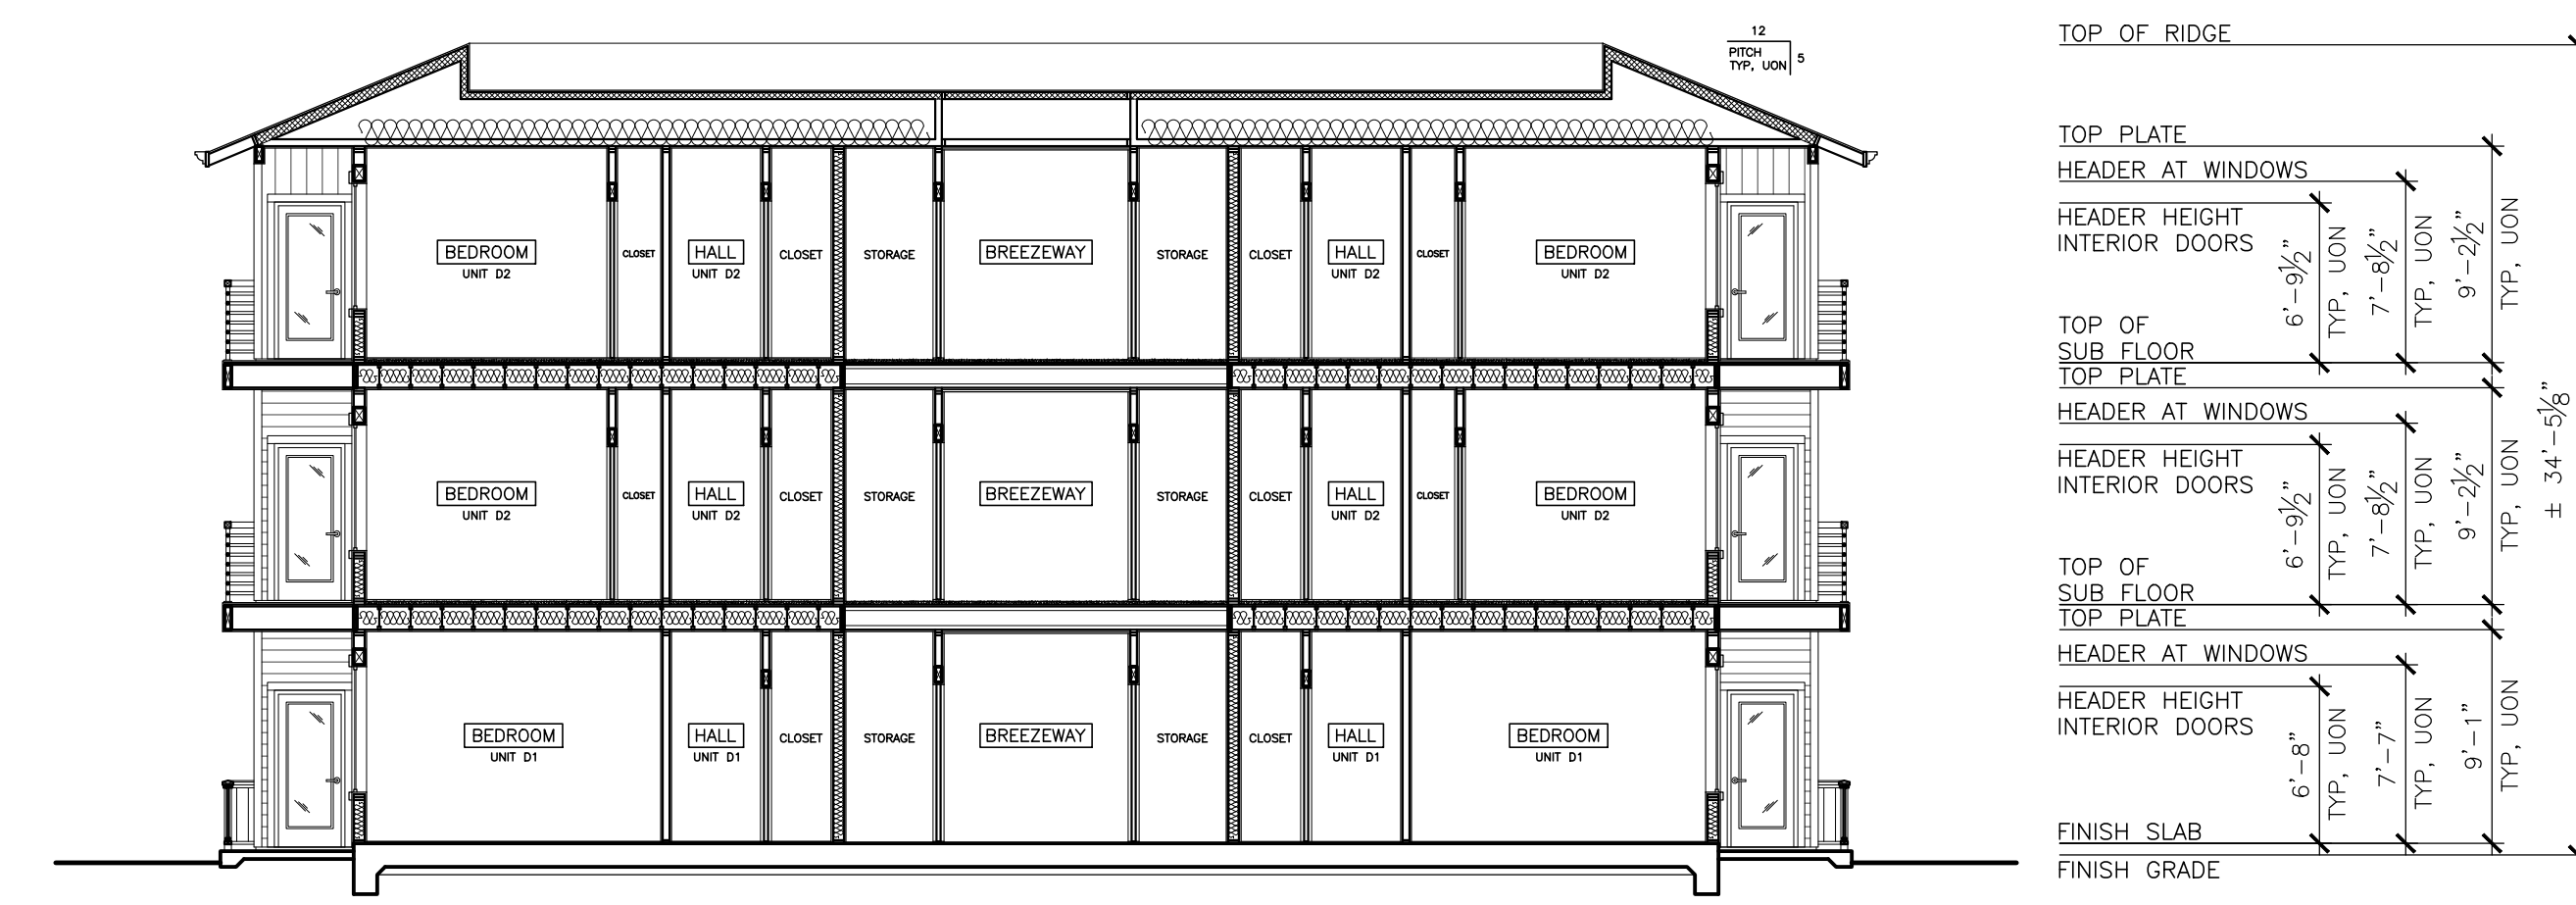 12
PITCH
TYP, UON
5
BEDROOM
UNIT D2
CLOSET
HALL
UNIT D2
CLOSET
STORAGE
BREEZEWAY
STORAGE
CLOSET
HALL
UNIT D2
CLOSET
BEDROOM
UNIT D2
BEDROOM
UNIT D2
CLOSET
HALL
UNIT D2
CLOSET
STORAGE
BREEZEWAY
STORAGE
CLOSET
HALL
UNIT D2
CLOSET
BEDROOM
UNIT D2
BEDROOM
UNIT D1
HALL
UNIT D1
CLOSET
STORAGE
BREEZEWAY
STORAGE
CLOSET
HALL
UNIT D1
BEDROOM
UNIT D1
TOP OF RIDGE
TOP PLATE
HEADER AT WINDOWS
HEADER HEIGHT
INTERIOR DOORS
6'-9½"
TYP, UON
7'-8½"
TYP, UON
9'-2½"
TYP, UON
TOP OF
SUB FLOOR
TOP PLATE
HEADER AT WINDOWS
HEADER HEIGHT
INTERIOR DOORS
6'-9½"
TYP, UON
7'-8½"
TYP, UON
9'-2½"
TYP, UON
± 34'-5⅛"
TOP OF
SUB FLOOR
TOP PLATE
HEADER AT WINDOWS
HEADER HEIGHT
INTERIOR DOORS
6'-8"
TYP, UON
7'-7"
TYP, UON
9'-1"
TYP, UON
FINISH SLAB
FINISH GRADE